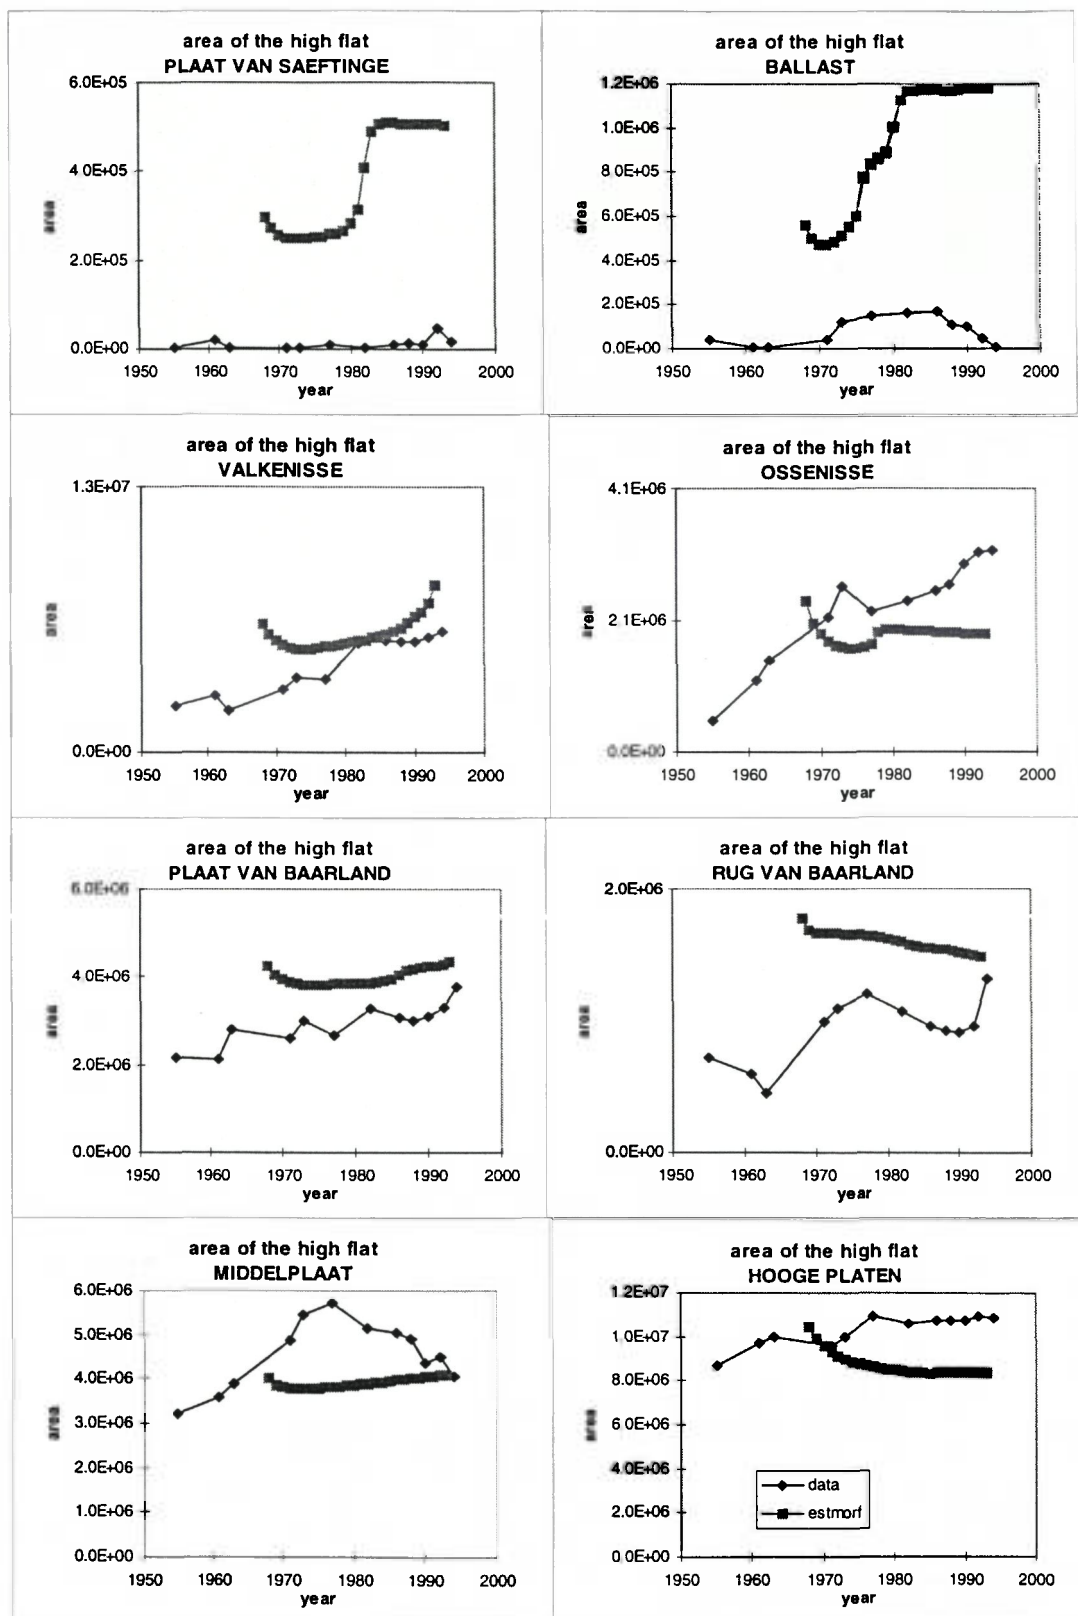 area of the high flat
PLAAT VAN SAEFTINGE
6.0E+05
4.0E+05
2.0E+05
0.0E+00
area
1950 1960 1970 1980 1990 2000
year
area of the high flat
BALLAST
1.2E+06
1.0E+06
8.0E+05
6.0E+05
4.0E+05
2.0E+05
0.0E+00
area
1950 1960 1970 1980 1990 2000
year
area of the high flat
VALKENISSE
1.3E+07
0.0E+00
area
1950 1960 1970 1980 1990 2000
year
area of the high flat
OSSENISSE
4.1E+06
2.1E+06
0.0E+00
area
1950 1960 1970 1980 1990 2000
year
area of the high flat
PLAAT VAN BAARLAND
6.0E+06
4.0E+06
2.0E+06
0.0E+00
area
1950 1960 1970 1980 1990 2000
year
area of the high flat
RUG VAN BAARLAND
2.0E+06
0.0E+00
area
1950 1960 1970 1980 1990 2000
year
area of the high flat
MIDDELPLAAT
6.0E+06
5.0E+06
4.0E+06
3.0E+06
2.0E+06
1.0E+06
0.0E+00
area
1950 1960 1970 1980 1990 2000
year
area of the high flat
HOOGE PLATEN
1.2E+07
1.0E+07
8.0E+06
6.0E+06
4.0E+06
2.0E+06
0.0E+00
area
data
estmorf
1950 1960 1970 1980 1990 2000
year